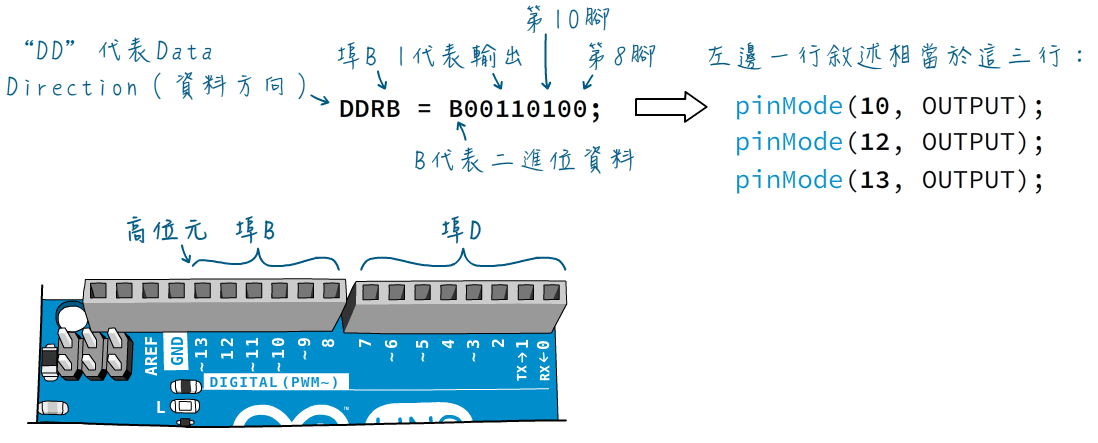 “DD” 代表Data
Direction(資料方向)
埠B
1代表輸出
第10腳
第8腳
DDRB = B00110100;
B代表二進位資料
左邊一行敘述相當於這三行:
pinMode(10, OUTPUT);
pinMode(12, OUTPUT);
pinMode(13, OUTPUT);
高位元
埠B
埠D
AREF
GND
~13
12
~11
~10
~9
8
7
~6
~5
4
~3
2
TX→1
RX←0
DIGITAL(PWM~)
L
™
UNO